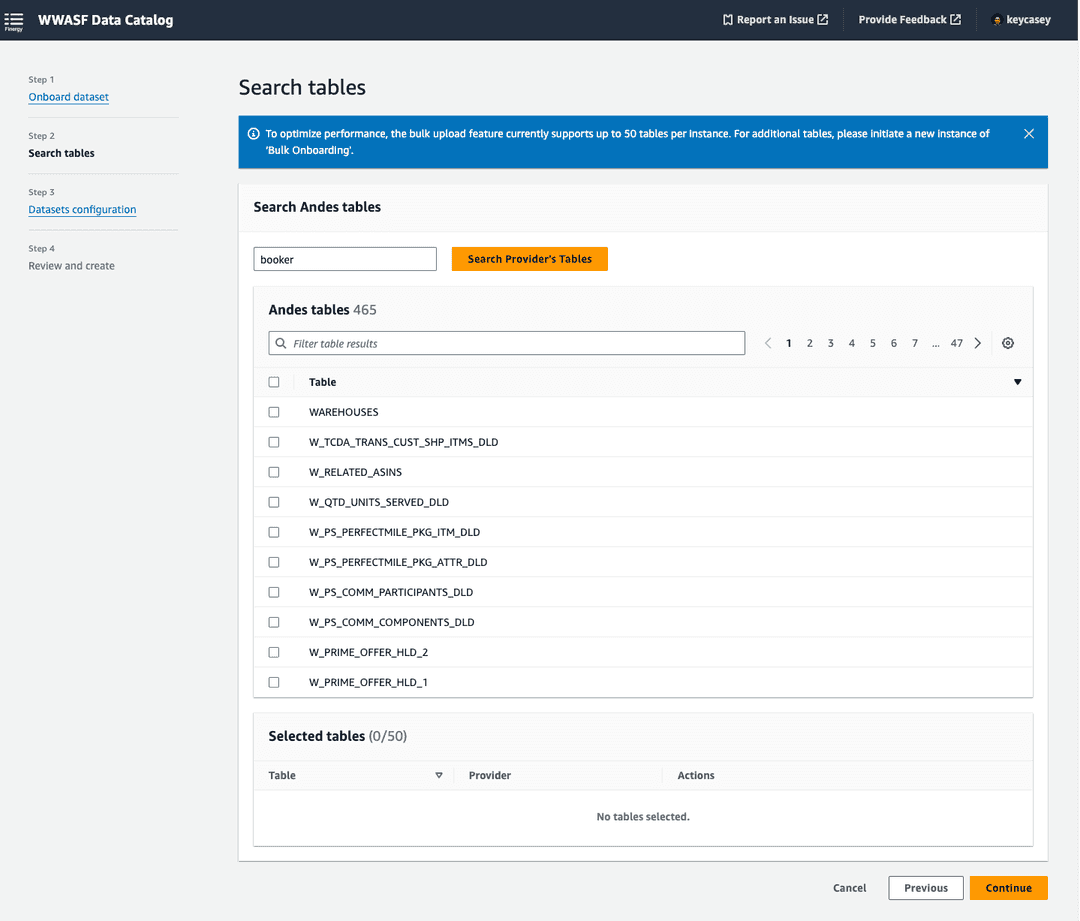 Finergy
WWASF Data Catalog
Report an Issue
Provide Feedback
keycasey
Step 1
Onboard dataset
Step 2
Search tables
Step 3
Datasets configuration
Step 4
Review and create
Search tables
To optimize performance, the bulk upload feature currently supports up to 50 tables per instance. For additional tables, please initiate a new instance of
'Bulk Onboarding'.
Search Andes tables
booker
Search Provider's Tables
Andes tables 465
Filter table results
1 2 3 4 5 6 7 ... 47
Table
WAREHOUSES
W_TCDA_TRANS_CUST_SHP_ITMS_DLD
W_RELATED_ASINS
W_QTD_UNITS_SERVED_DLD
W_PS_PERFECTMILE_PKG_ITM_DLD
W_PS_PERFECTMILE_PKG_ATTR_DLD
W_PS_COMM_PARTICIPANTS_DLD
W_PS_COMM_COMPONENTS_DLD
W_PRIME_OFFER_HLD_2
W_PRIME_OFFER_HLD_1
Selected tables (0/50)
Table Provider Actions
No tables selected.
Cancel Previous Continue